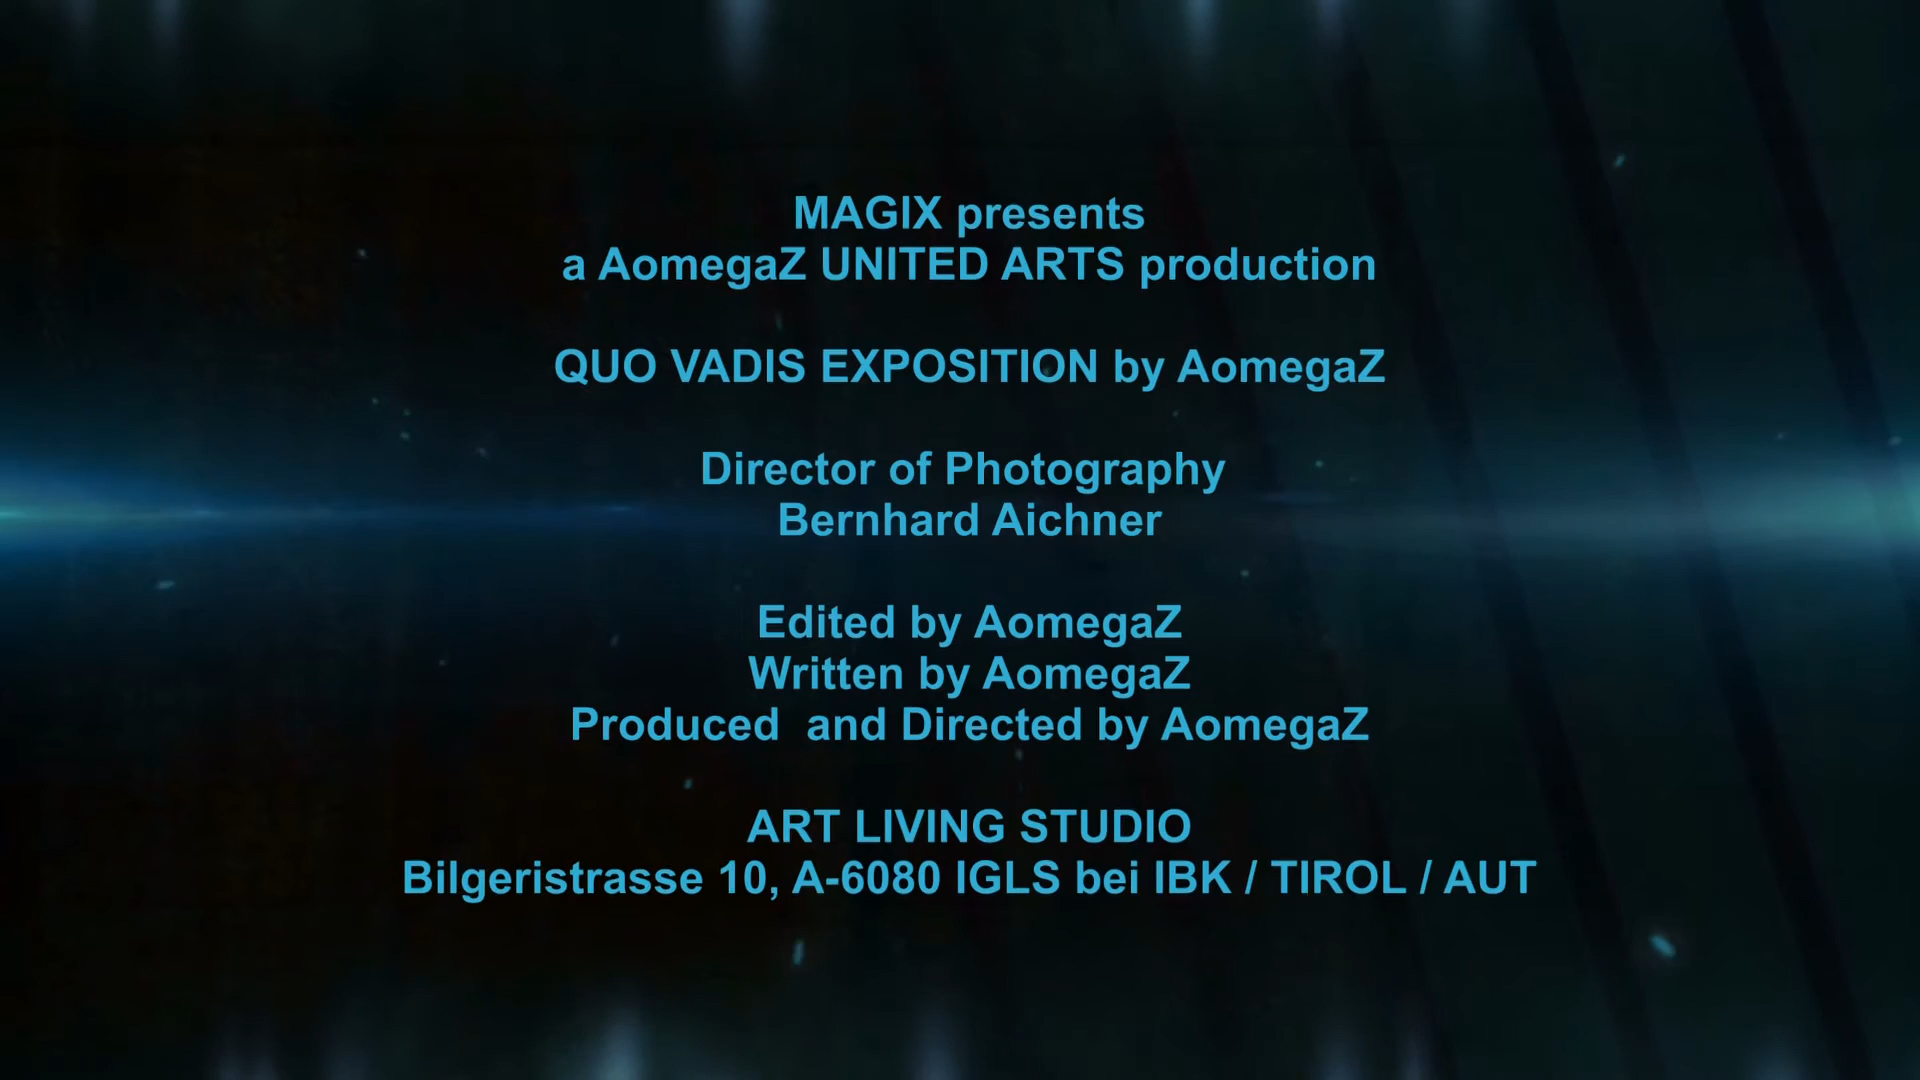 MAGIX presents
a AomegaZ UNITED ARTS production
QUO VADIS EXPOSITION by AomegaZ
Director of Photography
Bernhard Aichner
Edited by AomegaZ
Written by AomegaZ
Produced  and Directed by AomegaZ
ART LIVING STUDIO
Bilgeristrasse 10, A-6080 IGLS bei IBK / TIROL / AUT